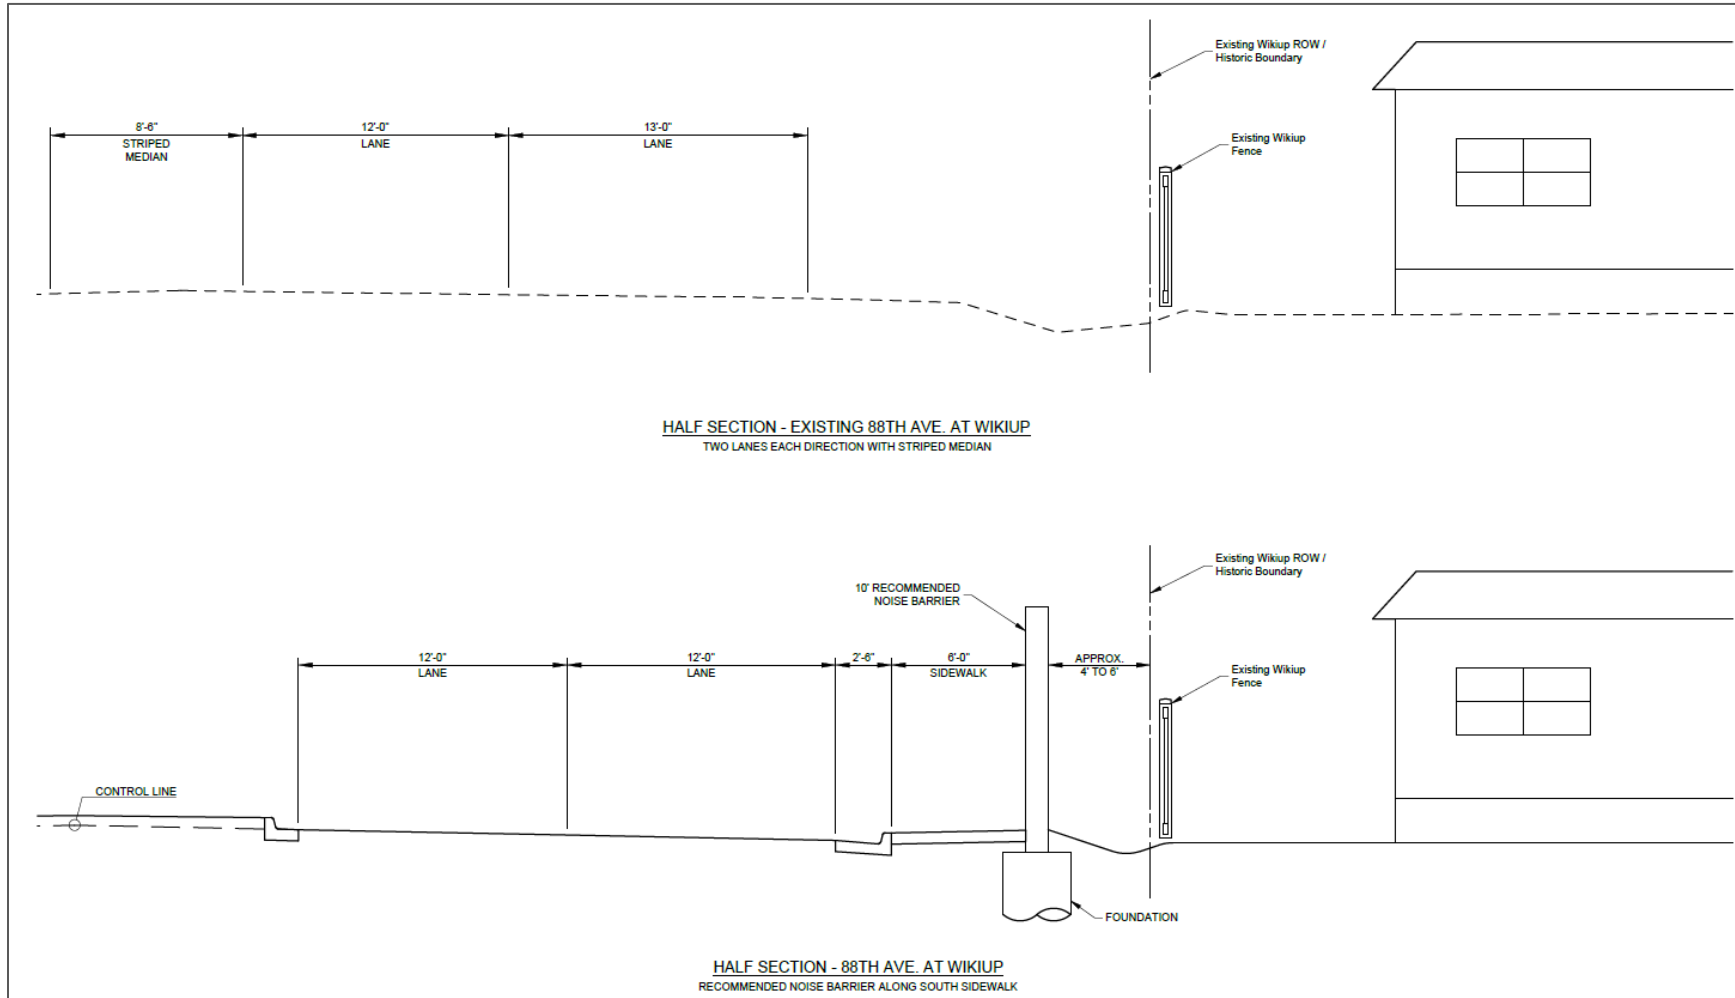 Existing Wikiup ROW /
Historic Boundary
8'-6"
STRIPED
MEDIAN
12'-0"
LANE
13'-0"
LANE
Existing Wikiup
Fence
HALF SECTION - EXISTING 88TH AVE. AT WIKIUP
TWO LANES EACH DIRECTION WITH STRIPED MEDIAN
Existing Wikiup ROW /
Historic Boundary
10' RECOMMENDED
NOISE BARRIER
12'-0"
LANE
12'-0"
LANE
2'-6"
6'-0"
SIDEWALK
APPROX.
4' TO 6'
Existing Wikiup
Fence
CONTROL LINE
FOUNDATION
HALF SECTION - 88TH AVE. AT WIKIUP
RECOMMENDED NOISE BARRIER ALONG SOUTH SIDEWALK